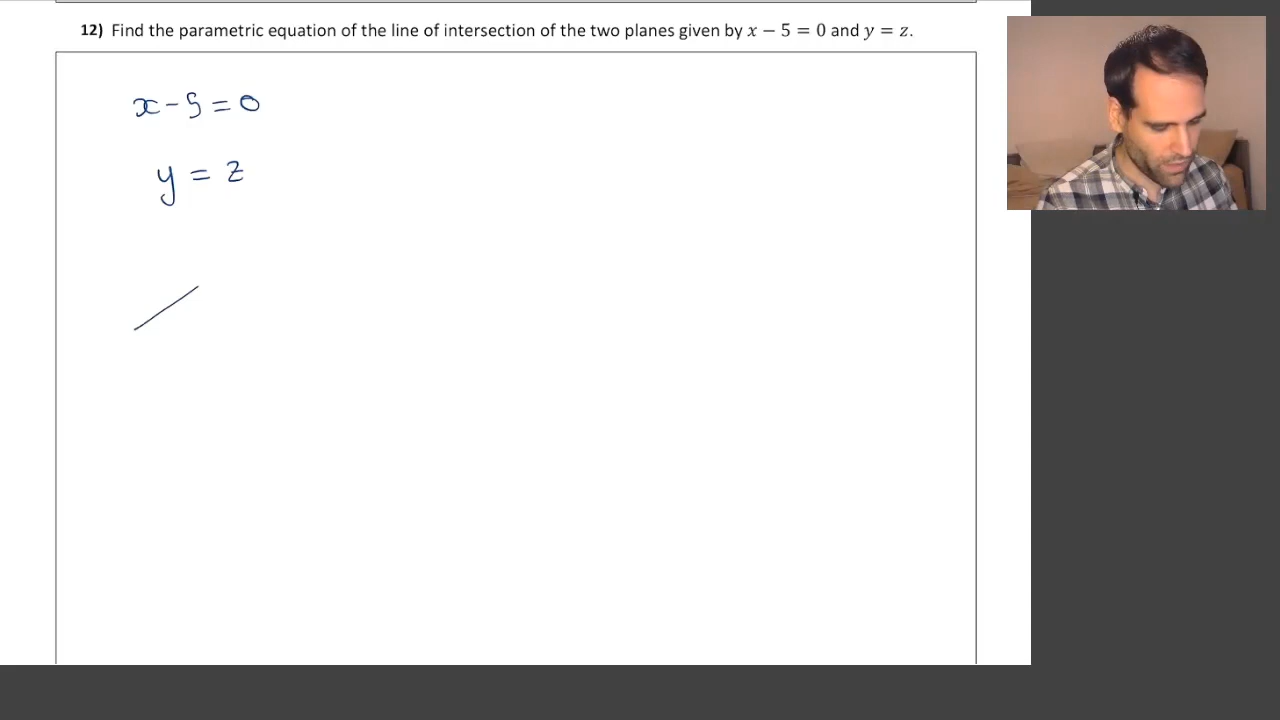 12) Find the parametric equation of the line of intersection of the two planes given by x − 5 = 0 and y = z.
x - 5 = 0
y = z